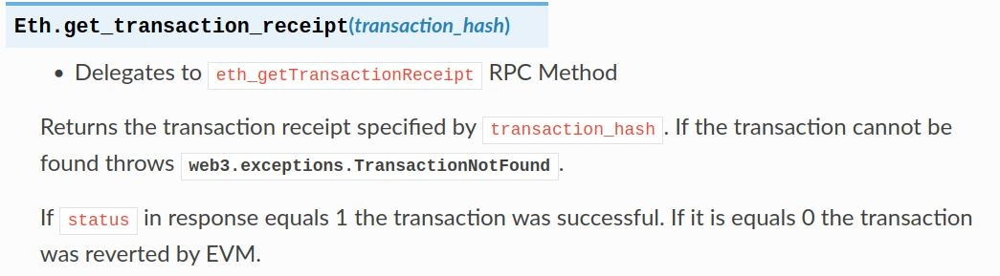 Eth.get_transaction_receipt(transaction_hash)
• Delegates to eth_getTransactionReceipt RPC Method
Returns the transaction receipt specified by transaction_hash. If the transaction cannot be
found throws web3.exceptions.TransactionNotFound.
If status in response equals 1 the transaction was successful. If it is equals 0 the transaction
was reverted by EVM.